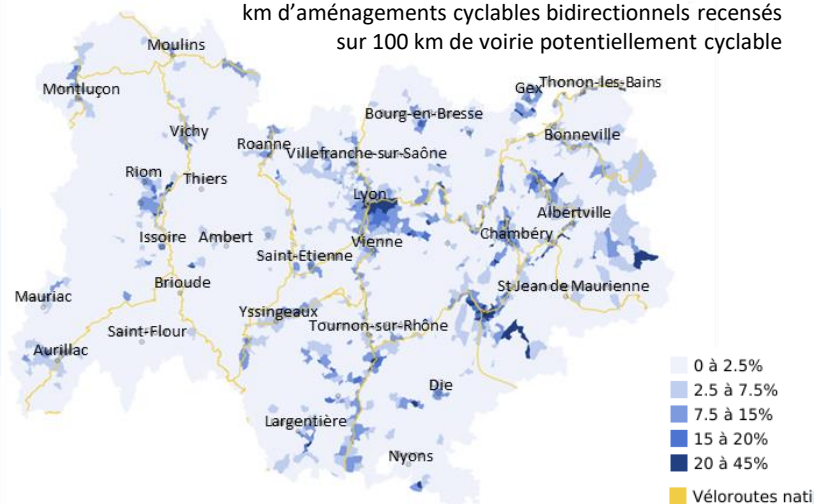 km d'aménagements cyclables bidirectionnels recensés
sur 100 km de voirie potentiellement cyclable
Moulins
Montluçon
Gex
Thonon-les-Bains
Bourg-en-Bresse
Vichy
Bonneville
Roanne
Villefranche-sur-Saône
Riom
Thiers
Lyon
Albertville
Issoire
Ambert
Vienne
Chambéry
Saint-Etienne
Brioude
St Jean de Maurienne
Mauriac
Yssingeaux
Saint-Flour
Tournon-sur-Rhône
Aurillac
0 à 2.5%
Die
2.5 à 7.5%
7.5 à 15%
Largentière
15 à 20%
Nyons
20 à 45%
Véloroutes nati